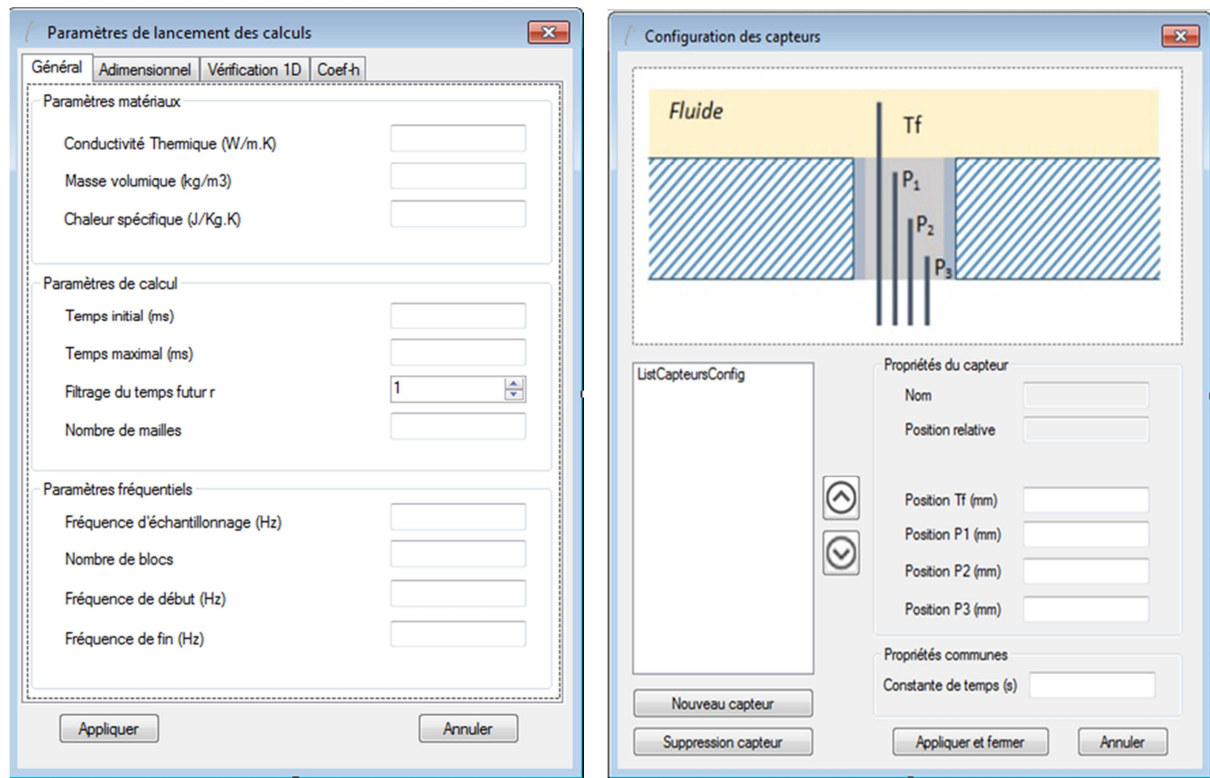 Paramètres de lancement des calculs
Général Adimensionnel Vérification 1D Coef-h
Paramètres matériaux
Conductivité Thermique (W/m.K)
Masse volumique (kg/m3)
Chaleur spécifique (J/Kg.K)
Paramètres de calcul
Temps initial (ms)
Temps maximal (ms)
Filtrage du temps futur r 1
Nombre de mailles
Paramètres fréquentiels
Fréquence d'échantillonnage (Hz)
Nombre de blocs
Fréquence de début (Hz)
Fréquence de fin (Hz)
Appliquer Annuler
Configuration des capteurs
Fluide
Tf
P1
P2
P3
ListCapteursConfig
Propriétés du capteur
Nom
Position relative
Position Tf (mm)
Position P1 (mm)
Position P2 (mm)
Position P3 (mm)
Propriétés communes
Constante de temps (s)
Nouveau capteur
Suppression capteur
Appliquer et fermer Annuler